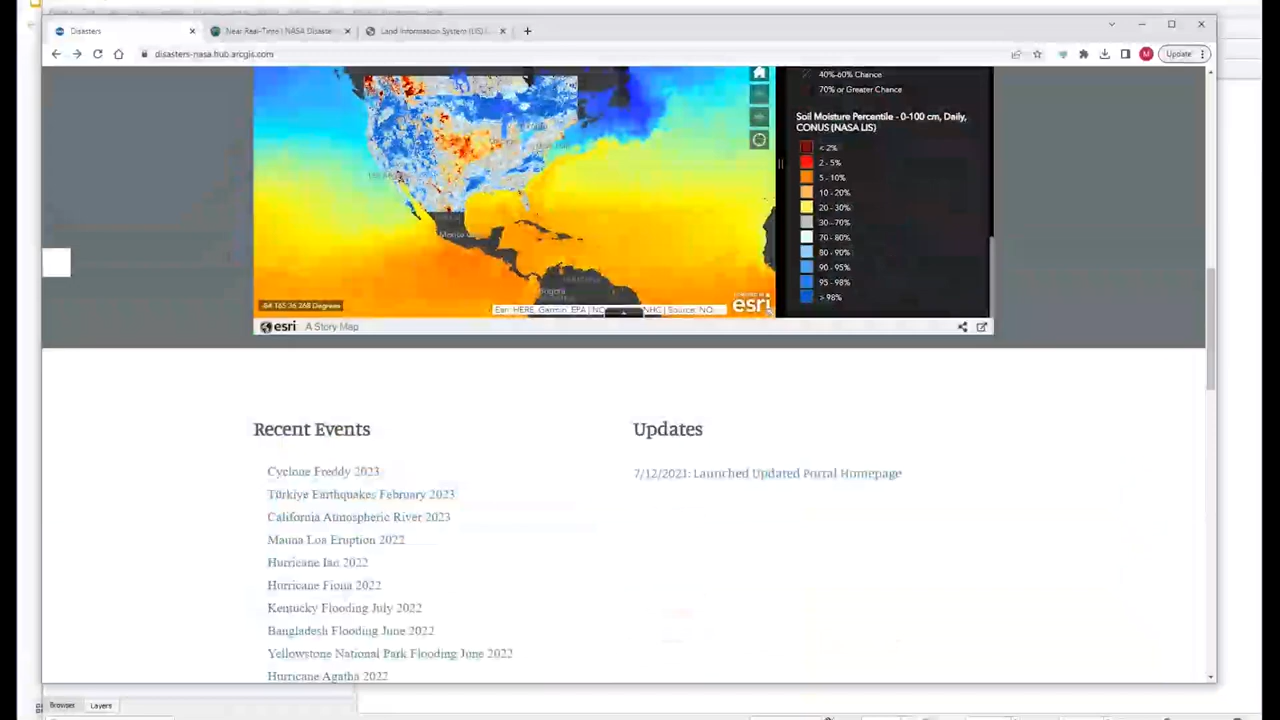 Disasters
Near Real-Time | NASA Disaste
Land Information System (LIS)
disasters-nasa.hub.arcgis.com
M
Update
40%-60% Chance
70% or Greater Chance
Soil Moisture Percentile - 0-100 cm, Daily,
CONUS (NASA LIS)
< 2%
2 - 5%
5 - 10%
10 - 20%
20 - 30%
30 -70%
70 - 80%
80 - 90%
90 - 95%
95 - 98%
> 98%
esri
esri A Story Map
Recent Events
Cyclone Freddy 2023
Türkiye Earthquakes February 2023
California Atmospheric River 2023
Mauna Loa Eruption 2022
Hurricane Ian 2022
Hurricane Fiona 2022
Kentucky Flooding July 2022
Bangladesh Flooding June 2022
Yellowstone National Park Flooding June 2022
Hurricane Agatha 2022
Updates
7/12/2021: Launched Updated Portal Homepage
Browser Layers